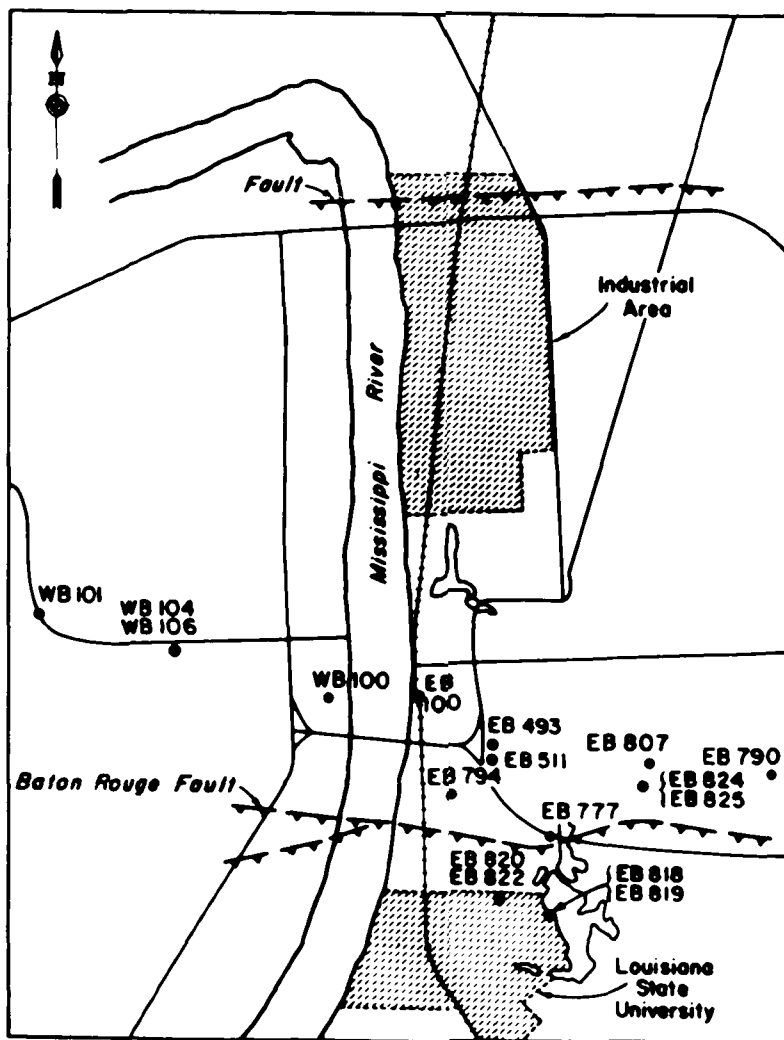 N
Fault
Industrial
Area
Mississippi River
WB 101
WB 104
WB 106
WB 100
EB
100
EB 493
EB 511
EB 807
EB 790
EB 824
EB 825
EB 794
Baton Rouge Fault
EB 777
EB 820
EB 822
EB 818
EB 819
Louisiana
State
University